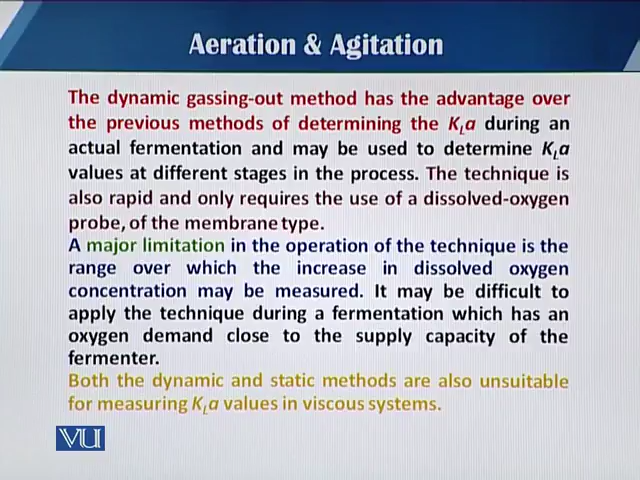 Aeration & Agitation
The dynamic gassing-out method has the advantage over
the previous methods of determining the KLa during an
actual fermentation and may be used to determine KLa
values at different stages in the process. The technique is
also rapid and only requires the use of a dissolved-oxygen
probe, of the membrane type.
A major limitation in the operation of the technique is the
range over which the increase in dissolved oxygen
concentration may be measured. It may be difficult to
apply the technique during a fermentation which has an
oxygen demand close to the supply capacity of the
fermenter.
Both the dynamic and static methods are also unsuitable
for measuring KLa values in viscous systems.
VU